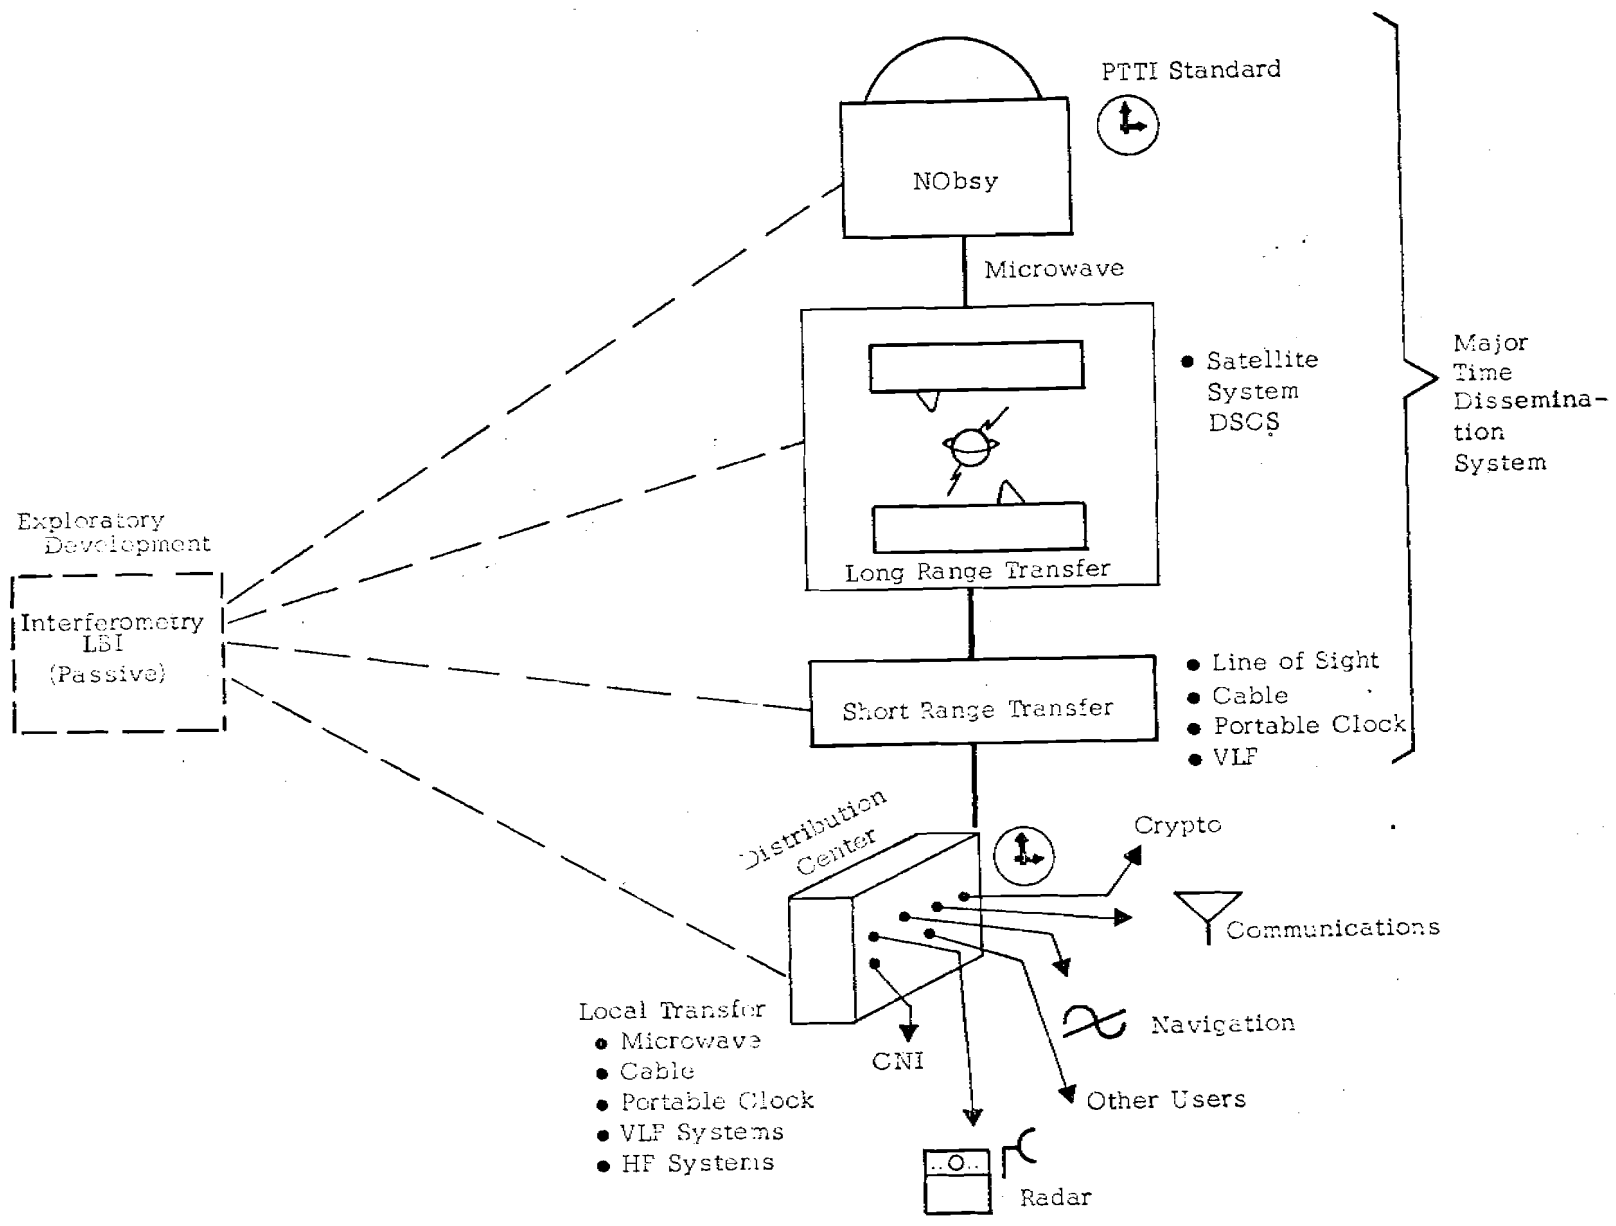 PTTI Standard
NObsy
Microwave
Satellite
System
DSCS
Major
Time
Dissemina-
tion
System
Long Range Transfer
Exploratory
Development
Interferometry
LBI
(Passive)
Short Range Transfer
Line of Sight
Cable
Portable Clock
VLF
Distribution
Center
Crypto
Communications
Navigation
Other Users
CNI
Radar
Local Transfer
Microwave
Cable
Portable Clock
VLF Systems
HF Systems